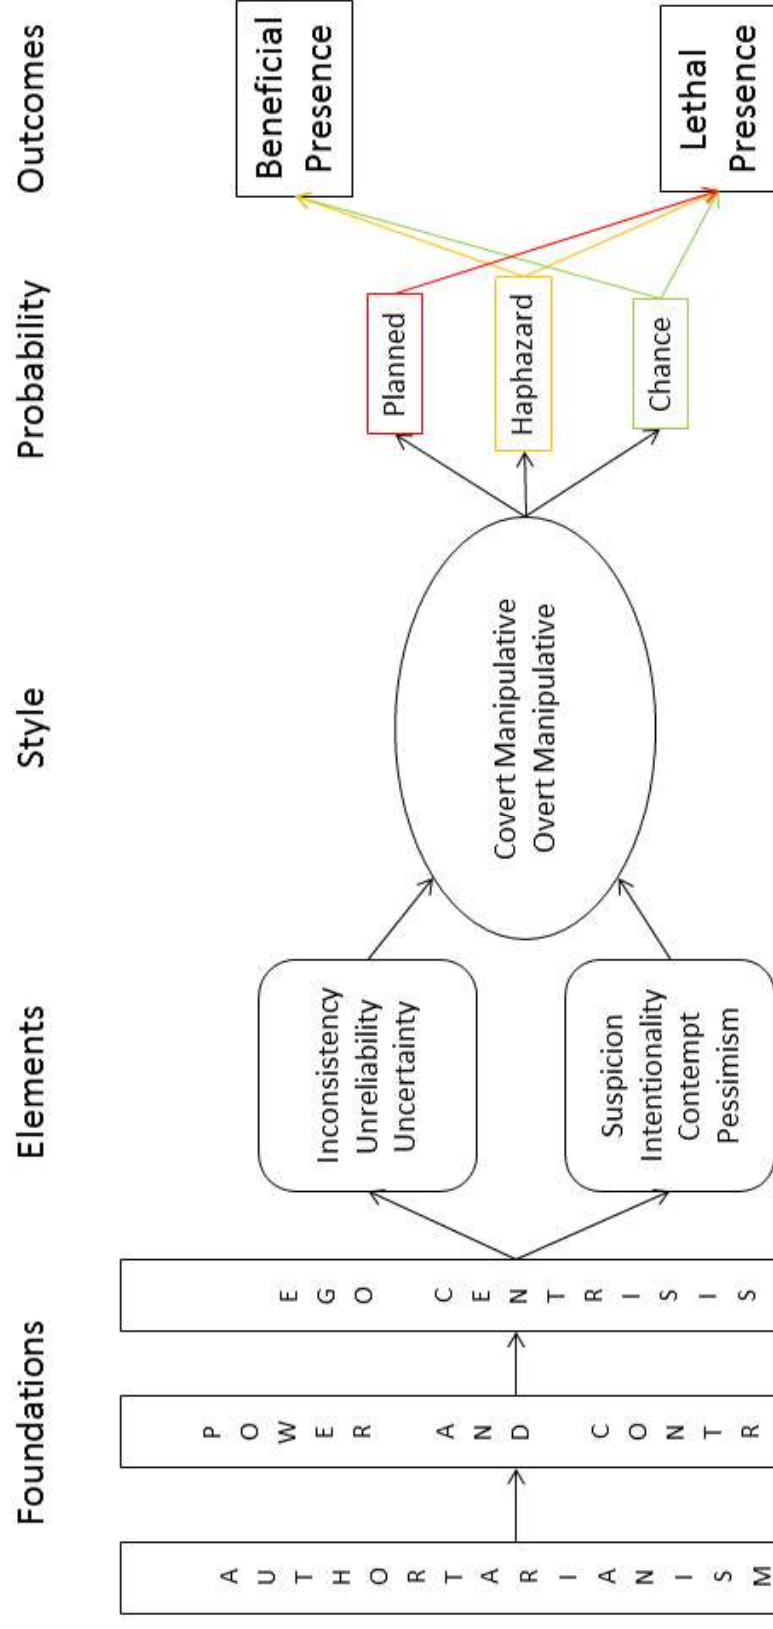 Foundations Elements Style Probability Outcomes
AUTHORTARIANISM
POWER AND CONTR
EGO CENTRISIS
Inconsistency
Unreliability
Uncertainty
Suspicion
Intentionality
Contempt
Pessimism
Covert Manipulative
Overt Manipulative
Planned
Haphazard
Chance
Beneficial
Presence
Lethal
Presence